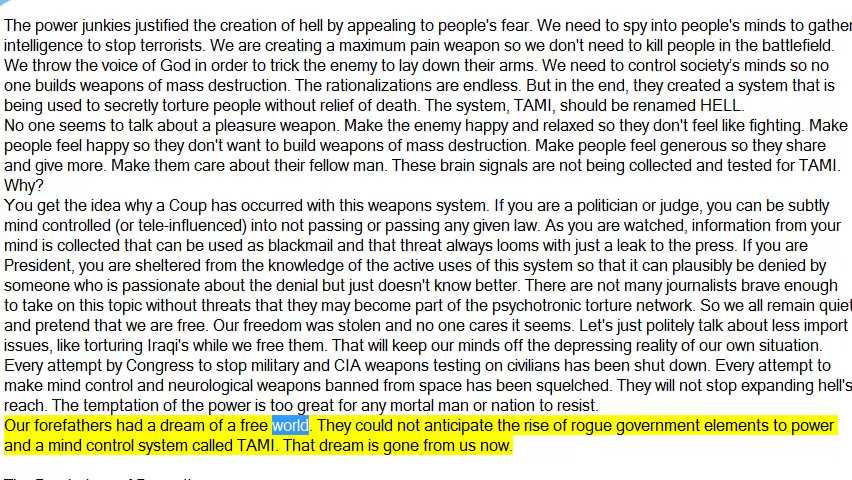 The power junkies justified the creation of hell by appealing to people's fear. We need to spy into people's minds to gather
intelligence to stop terrorists. We are creating a maximum pain weapon so we don't need to kill people in the battlefield.
We throw the voice of God in order to trick the enemy to lay down their arms. We need to control society's minds so no
one builds weapons of mass destruction. The rationalizations are endless. But in the end, they created a system that is
being used to secretly torture people without relief of death. The system, TAMI, should be renamed HELL.
No one seems to talk about a pleasure weapon. Make the enemy happy and relaxed so they don't feel like fighting. Make
people feel happy so they don't want to build weapons of mass destruction. Make people feel generous so they share
and give more. Make them care about their fellow man. These brain signals are not being collected and tested for TAMI.
Why?
You get the idea why a Coup has occurred with this weapons system. If you are a politician or judge, you can be subtly
mind controlled (or tele-influenced) into not passing or passing any given law. As you are watched, information from your
mind is collected that can be used as blackmail and that threat always looms with just a leak to the press. If you are
President, you are sheltered from the knowledge of the active uses of this system so that it can plausibly be denied by
someone who is passionate about the denial but just doesn't know better. There are not many journalists brave enough
to take on this topic without threats that they may become part of the psychotronic torture network. So we all remain quiet
and pretend that we are free. Our freedom was stolen and no one cares it seems. Let's just politely talk about less import
issues, like torturing Iraqi's while we free them. That will keep our minds off the depressing reality of our own situation.
Every attempt by Congress to stop military and CIA weapons testing on civilians has been shut down. Every attempt to
make mind control and neurological weapons banned from space has been squelched. They will not stop expanding hell's
reach. The temptation of the power is too great for any mortal man or nation to resist.
Our forefathers had a dream of a free world. They could not anticipate the rise of rogue government elements to power
and a mind control system called TAMI. That dream is gone from us now.